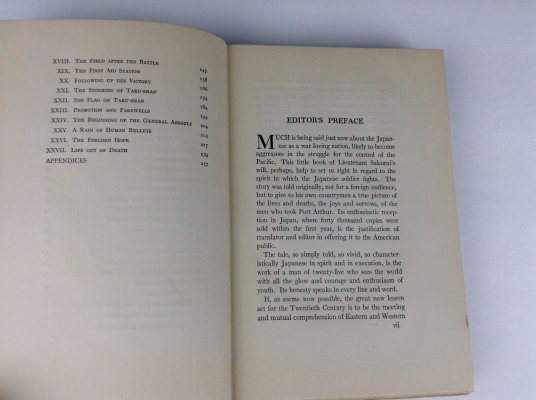 XVIII. The Field after the Battle
XIX. The First Aid Station 147
XX. Following up the Victory 158
XXI. The Storming of Taku-shan 166
XXII. Sun Flag on Taku-shan 174
XXIII. Promotion and Farewells 184
XXIV. The Beginning of the General Assault 194
XXV. A Rain of Human Bullets
XXVI. The Forlorn Hope
XXVII. Life out of Death 239
APPENDICES 257
EDITOR'S PREFACE
MUCH is being said just now about the Japan-
ese as a war-loving nation, likely to become
aggressors in the struggle for the control of the
Pacific. This little book of Lieutenant Sakurai's
will, perhaps, help to set us right in regard to the
spirit in which the Japanese soldier fights. The
story was told originally, not for a foreign audience,
but to give to his own countrymen a true picture of
the lives and deaths, the joys and sorrows, of the
men who took Port Arthur. Its enthusiastic recep-
tion in Japan, where forty thousand copies were
sold within the first year, is the justification of
translator and editor in offering it to the American
public.
The tale, so simply told, so vivid, so character-
istically Japanese in spirit and in execution, is the
work of a man of twenty-five who sees the world
with all the glow and courage and enthusiasm of
youth. Its honesty speaks in every line and word.
If, as seems now possible, the great new lesson
set for the Twentieth Century is to be the meeting
and mutual comprehension of Eastern and Western
vii